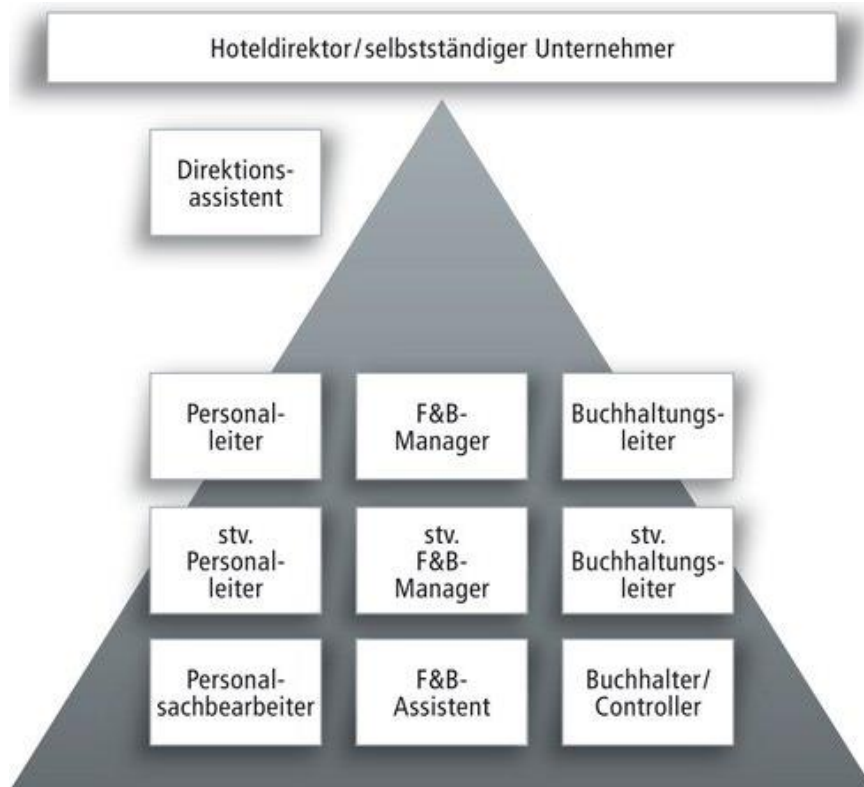 Hoteldirektor/selbstständiger Unternehmer
Direktions-
assistent
Personal-
leiter
F&B-
Manager
Buchhaltungs-
leiter
stv.
Personal-
leiter
stv.
F&B-
Manager
stv.
Buchhaltungs-
leiter
Personal-
sachbearbeiter
F&B-
Assistent
Buchhalter/
Controller